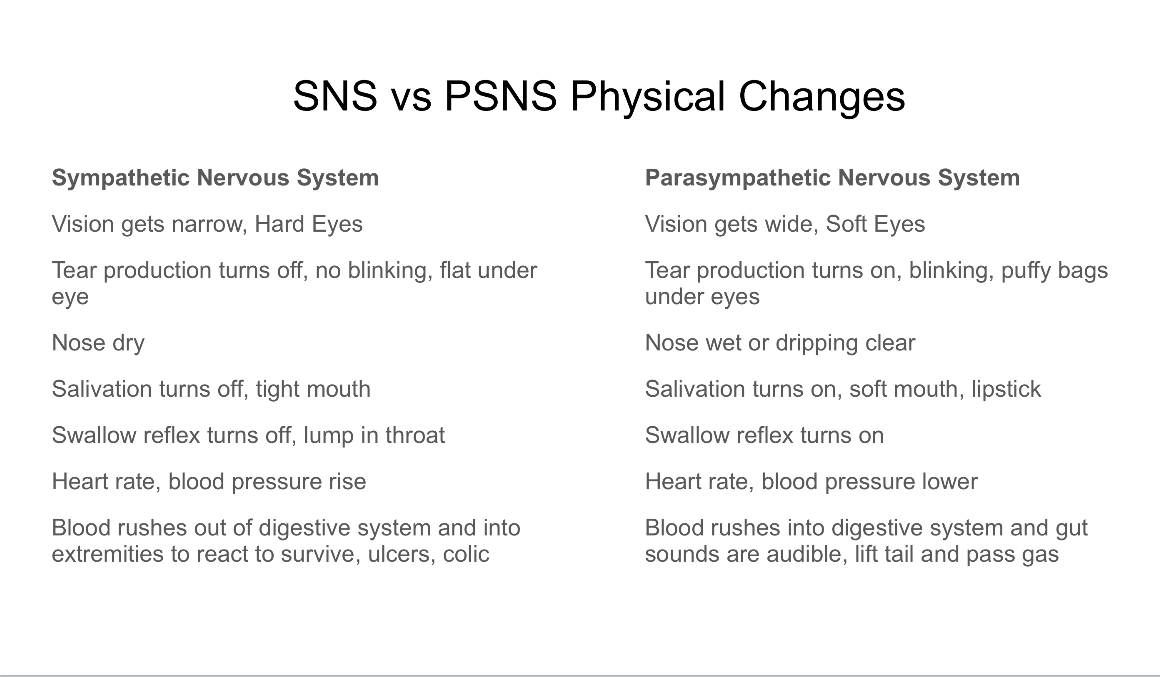 SNS vs PSNS Physical Changes
Sympathetic Nervous System
Vision gets narrow, Hard Eyes
Tear production turns off, no blinking, flat under
eye
Nose dry
Salivation turns off, tight mouth
Swallow reflex turns off, lump in throat
Heart rate, blood pressure rise
Blood rushes out of digestive system and into
extremities to react to survive, ulcers, colic
Parasympathetic Nervous System
Vision gets wide, Soft Eyes
Tear production turns on, blinking, puffy bags
under eyes
Nose wet or dripping clear
Salivation turns on, soft mouth, lipstick
Swallow reflex turns on
Heart rate, blood pressure lower
Blood rushes into digestive system and gut
sounds are audible, lift tail and pass gas